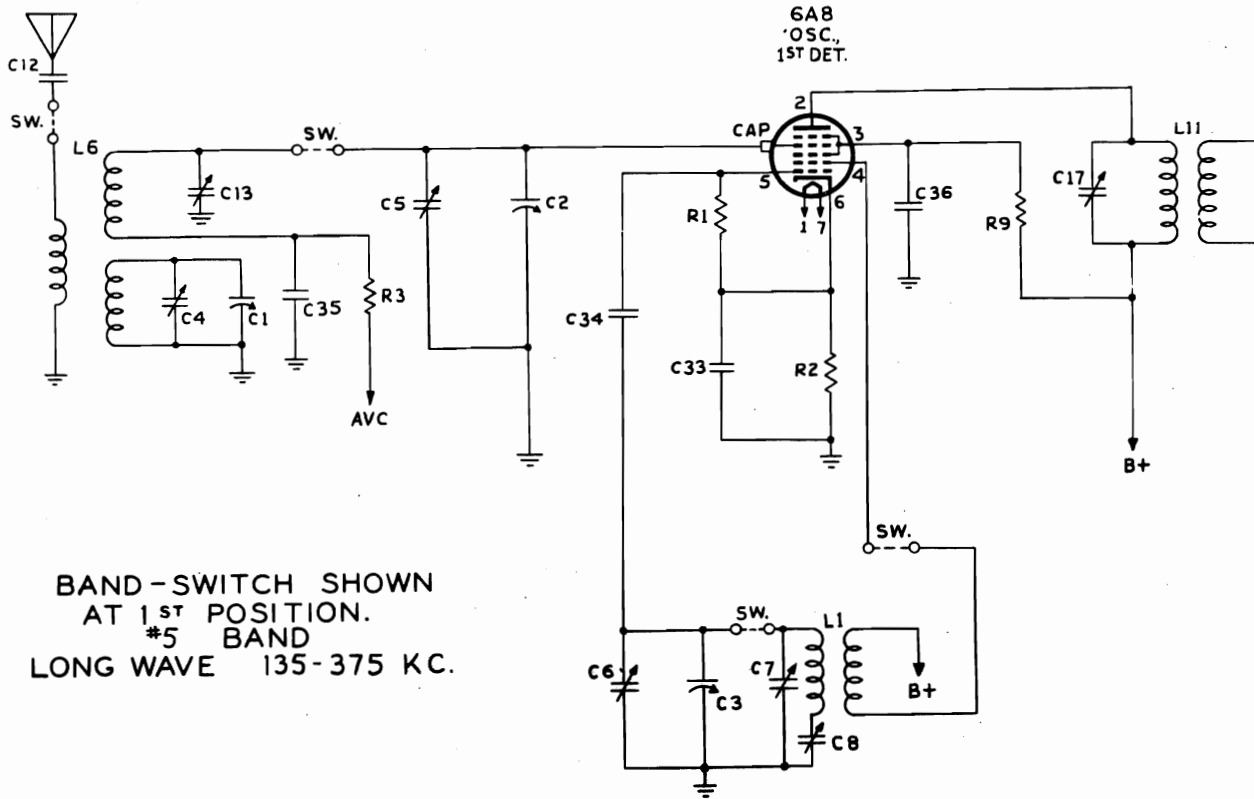 6A8
OSC.,
1ST DET.
C12
SW.
L6
SW.
CAP
2
3
4
5
6
1 7
L11
C13
C5
C2
R1
C36
R9
C17
C4
C1
C35
R3
C34
C33
R2
AVC
B+
SW.
BAND-SWITCH SHOWN
AT 1ST POSITION.
#5 BAND
LONG WAVE 135-375 KC.
SW.
L1
C6
C3
C7
C8
B+